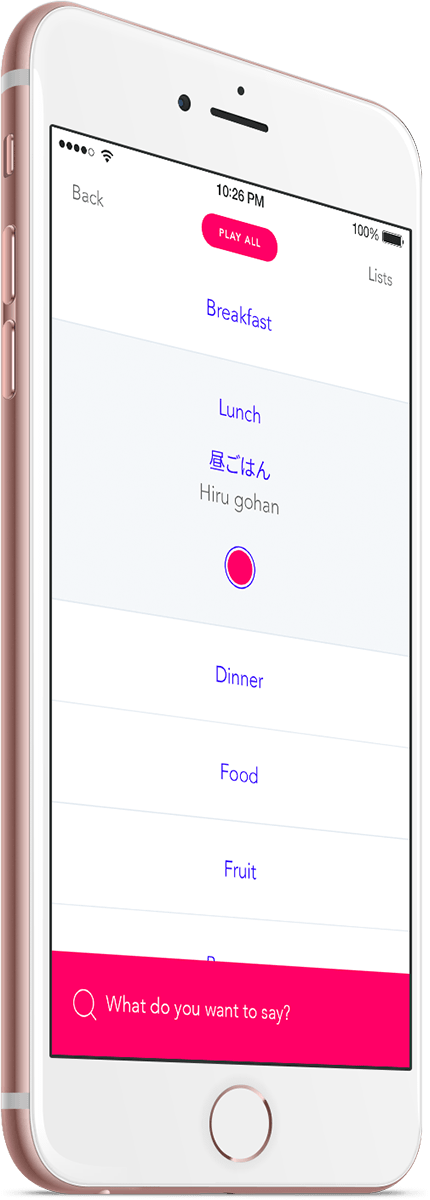 10:26 PM
100%
Back
PLAY ALL
Lists
Breakfast
Lunch
昼ごはん
Hiru gohan
Dinner
Food
Fruit
What do you want to say?